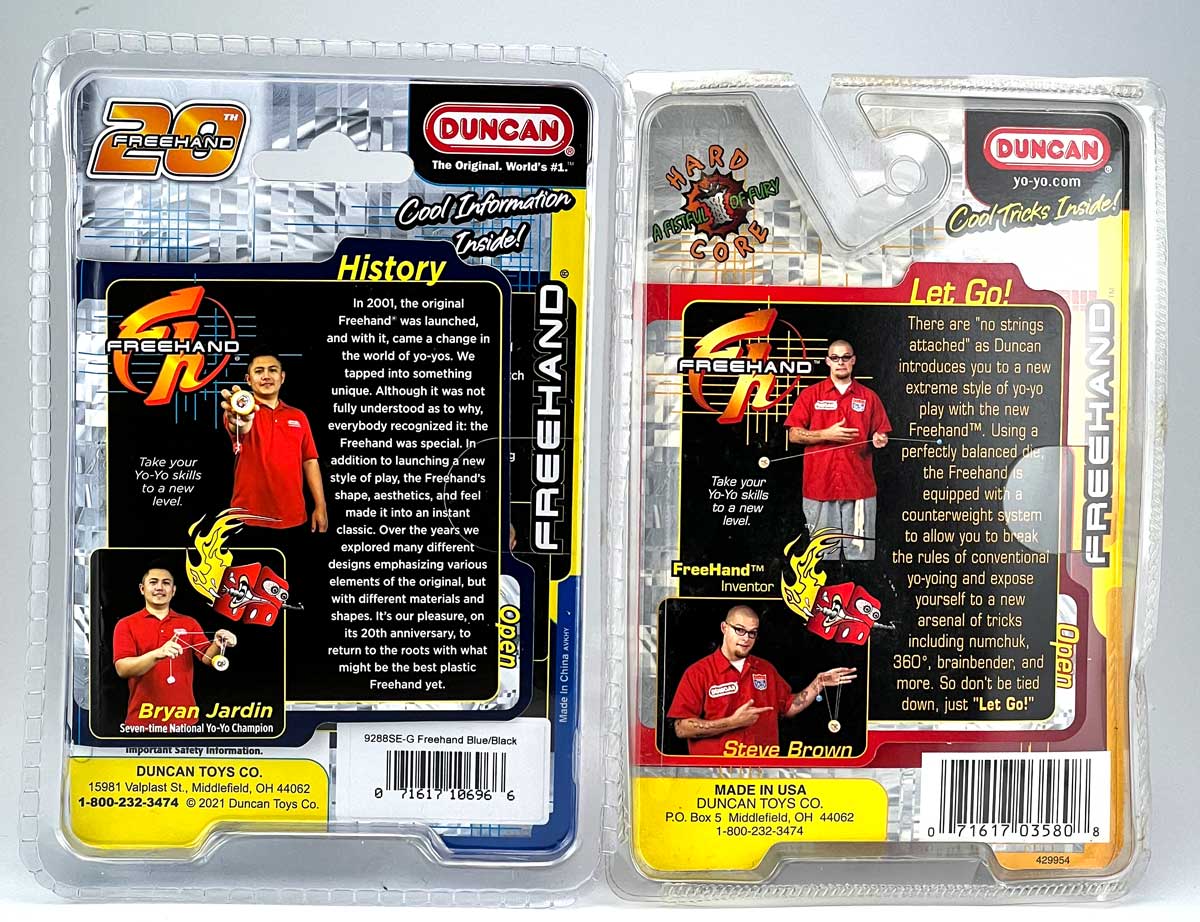 20TH
FREEHAND
DUNCAN®
The Original. World's #1.™
Cool Information
Inside!
History
FREEHAND®
In 2001, the original
Freehand® was launched,
and with it, came a change in
the world of yo-yos. We
tapped into something
unique. Although it was not
fully understood as to why,
everybody recognized it: the
Freehand was special. In
addition to launching a new
style of play, the Freehand's
shape, aesthetics, and feel
made it into an instant
classic. Over the years we
explored many different
designs emphasizing various
elements of the original, but
with different materials and
shapes. It's our pleasure, on
its 20th anniversary, to
return to the roots with what
might be the best plastic
Freehand yet.
Take your
Yo-Yo skills
to a new
level.
Bryan Jardin
Seven-time National Yo-Yo Champion
FREEHAND®
Open
Made In China AVKHY
Important Safety Information.
DUNCAN TOYS CO.
15981 Valplast St., Middlefield, OH 44062
1-800-232-3474 © 2021 Duncan Toys Co.
9288SE-G Freehand Blue/Black
0 71617 10696 6
HARD
A FISTFUL OF FURY
CORE
DUNCAN®
yo-yo.com
Cool Tricks Inside!
Let Go!
FREEHAND™
There are "no strings
attached" as Duncan
introduces you to a new
extreme style of yo-yo
play with the new
Freehand™. Using a
perfectly balanced die,
the Freehand is
equipped with a
counterweight system
to allow you to break
the rules of conventional
yo-yoing and expose
yourself to a new
arsenal of tricks
including numchuk,
360°, brainbender, and
more. So don't be tied
down, just "Let Go!"
Take your
Yo-Yo skills
to a new
level.
FreeHand™
Inventor
DUNCAN
Steve Brown
FREEHAND™
Open
MADE IN USA
DUNCAN TOYS CO.
P.O. Box 5 Middlefield, OH 44062
1-800-232-3474
0 71617 03580 8
429954